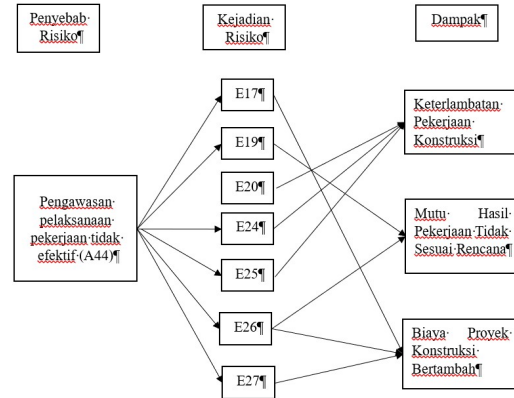 Penyebab
Risiko¶
Kejadian
Risiko¶
Dampak¶
Pengawasan
pelaksanaan
pekerjaan tidak
efektif (A44)¶
E17¶
E19¶
E20¶
E24¶
E25¶
E26¶
E27¶
Keterlambatan
Pekerjaan
Konstruksi¶
Mutu Hasil
Pekerjaan Tidak
Sesuai Rencana¶
Biaya Proyek
Konstruksi
Bertambah¶